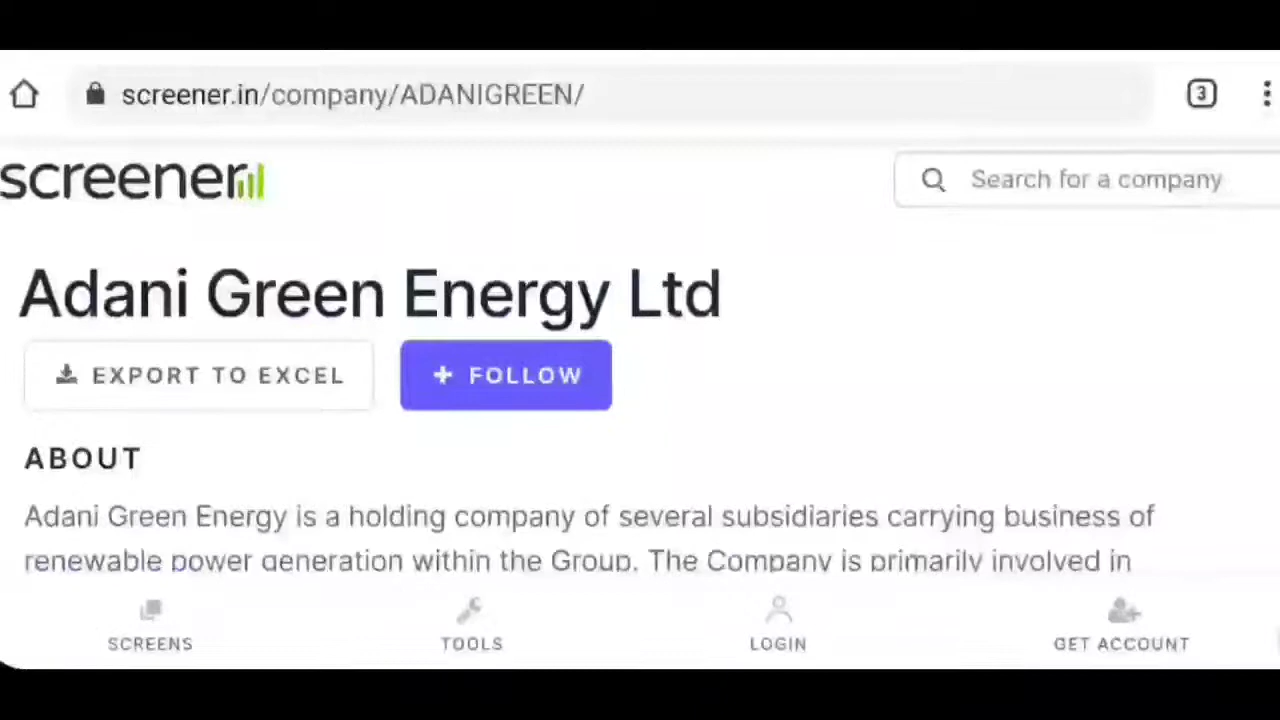 screener.in/company/ADANIGREEN/
3
screener
Search for a company
Adani Green Energy Ltd
EXPORT TO EXCEL
+ FOLLOW
ABOUT
Adani Green Energy is a holding company of several subsidiaries carrying business of
renewable power generation within the Group. The Company is primarily involved in
SCREENS
TOOLS
LOGIN
GET ACCOUNT